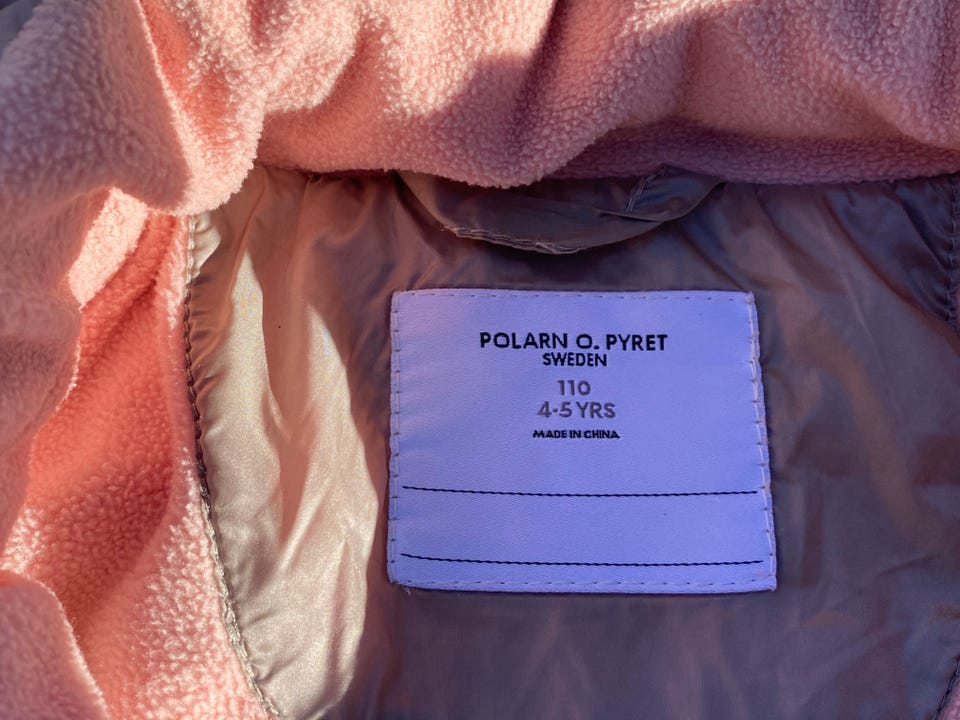 POLARN O. PYRET
SWEDEN
110
4-5 YRS
MADE IN CHINA